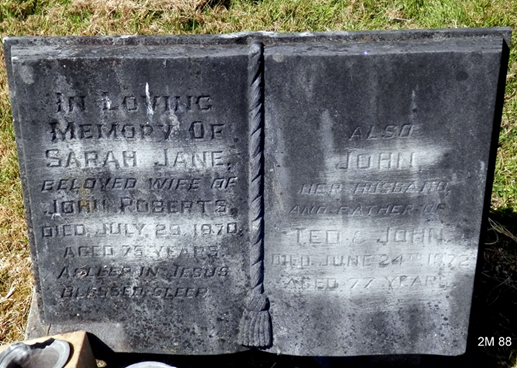 IN LOVING
MEMORY OF
SARAH JANE,
BELOVED WIFE OF
JOHN ROBERTS.
DIED JULY 29, 1970,
AGED 75 YEARS.
ASLEEP IN JESUS
BLESSED SLEEP
ALSO
JOHN
HER HUSBAND
AND FATHER OF
TED & JOHN.
DIED JUNE 24TH 1972
AGED 77 YEARS
2M 88